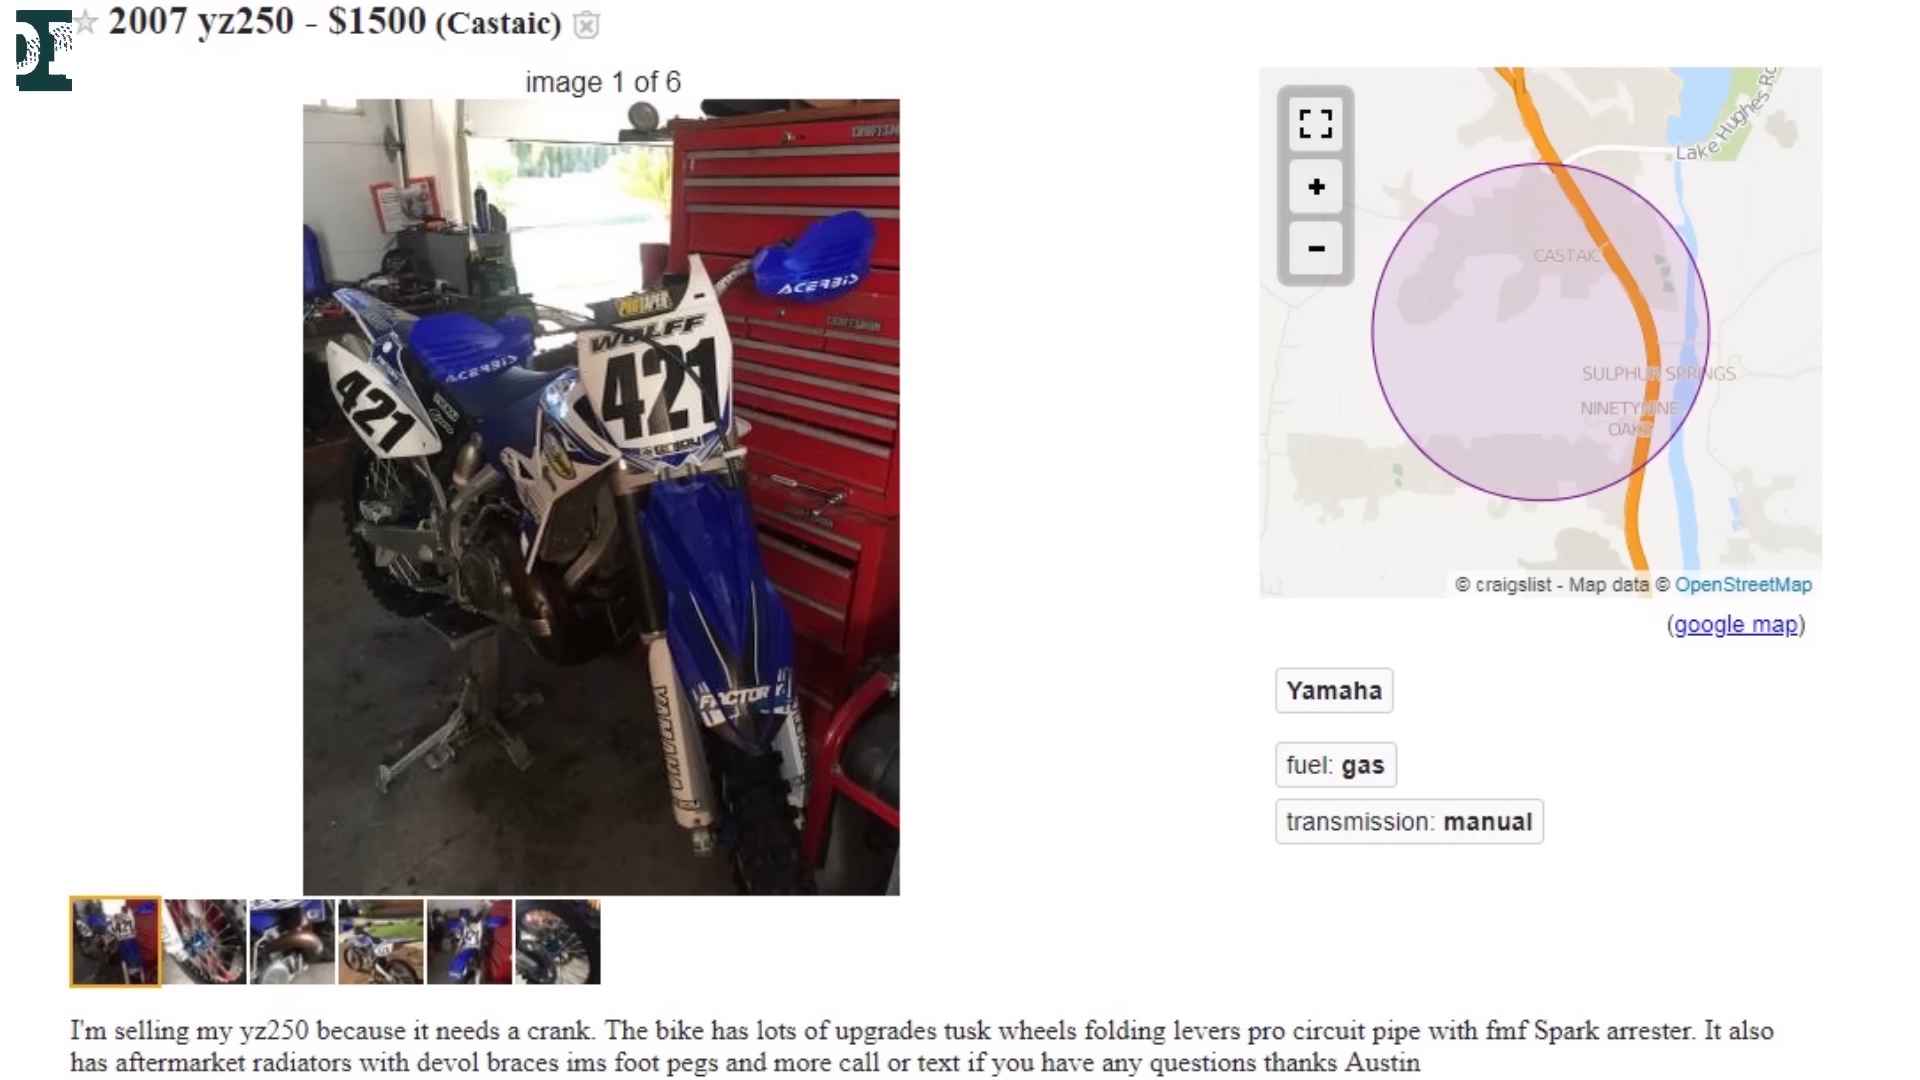 2007 yz250 - $1500 (Castaic)
image 1 of 6
CRAFTSMAN
ACERBIS
PROTAPER
CRAFTSMAN
WOLFF
421
ACERBIS
421
FACTORY
YAMAHA
+
-
Lake Hughes Rd
CASTAIC
SULPHUR SPRINGS
NINETYNINE
OAKS
© craigslist - Map data © OpenStreetMap
(google map)
Yamaha
fuel: gas
transmission: manual
I'm selling my yz250 because it needs a crank. The bike has lots of upgrades tusk wheels folding levers pro circuit pipe with fmf Spark arrester. It also
has aftermarket radiators with devol braces ims foot pegs and more call or text if you have any questions thanks Austin